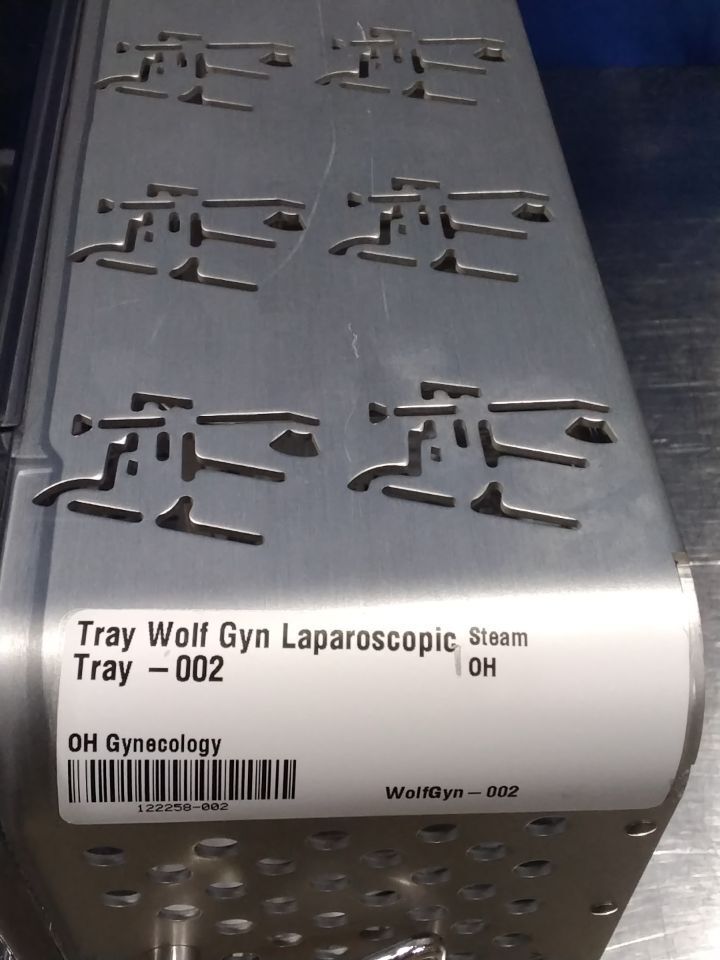 Tray Wolf Gyn Laparoscopic Steam
Tray – 002 OH
OH Gynecology
122258-002
WolfGyn – 002